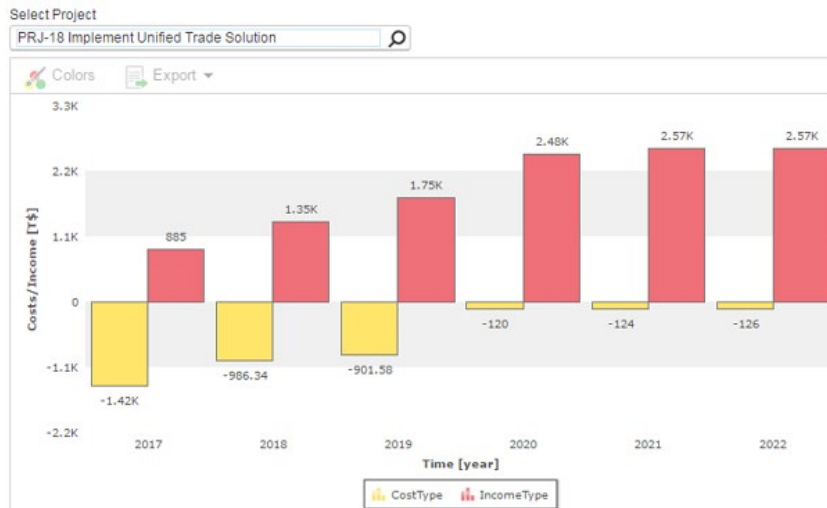 Select Project
PRJ-18 Implement Unified Trade Solution
Colors Export
3.3K
2.2K
1.1K
0
-1.1K
-2.2K
Costs/Income [T$]
885
1.35K
1.75K
2.48K
2.57K
2.57K
-1.42K
-986.34
-901.58
-120
-124
-126
2017 2018 2019 2020 2021 2022
Time [year]
CostType IncomeType